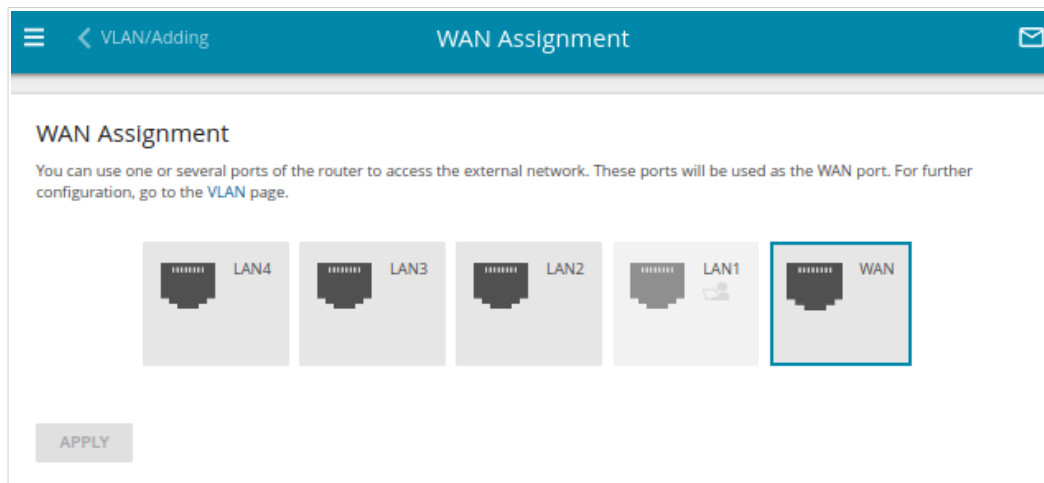 VLAN/Adding WAN Assignment
WAN Assignment
You can use one or several ports of the router to access the external network. These ports will be used as the WAN port. For further
configuration, go to the VLAN page.
LAN4 LAN3 LAN2 LAN1 WAN
APPLY